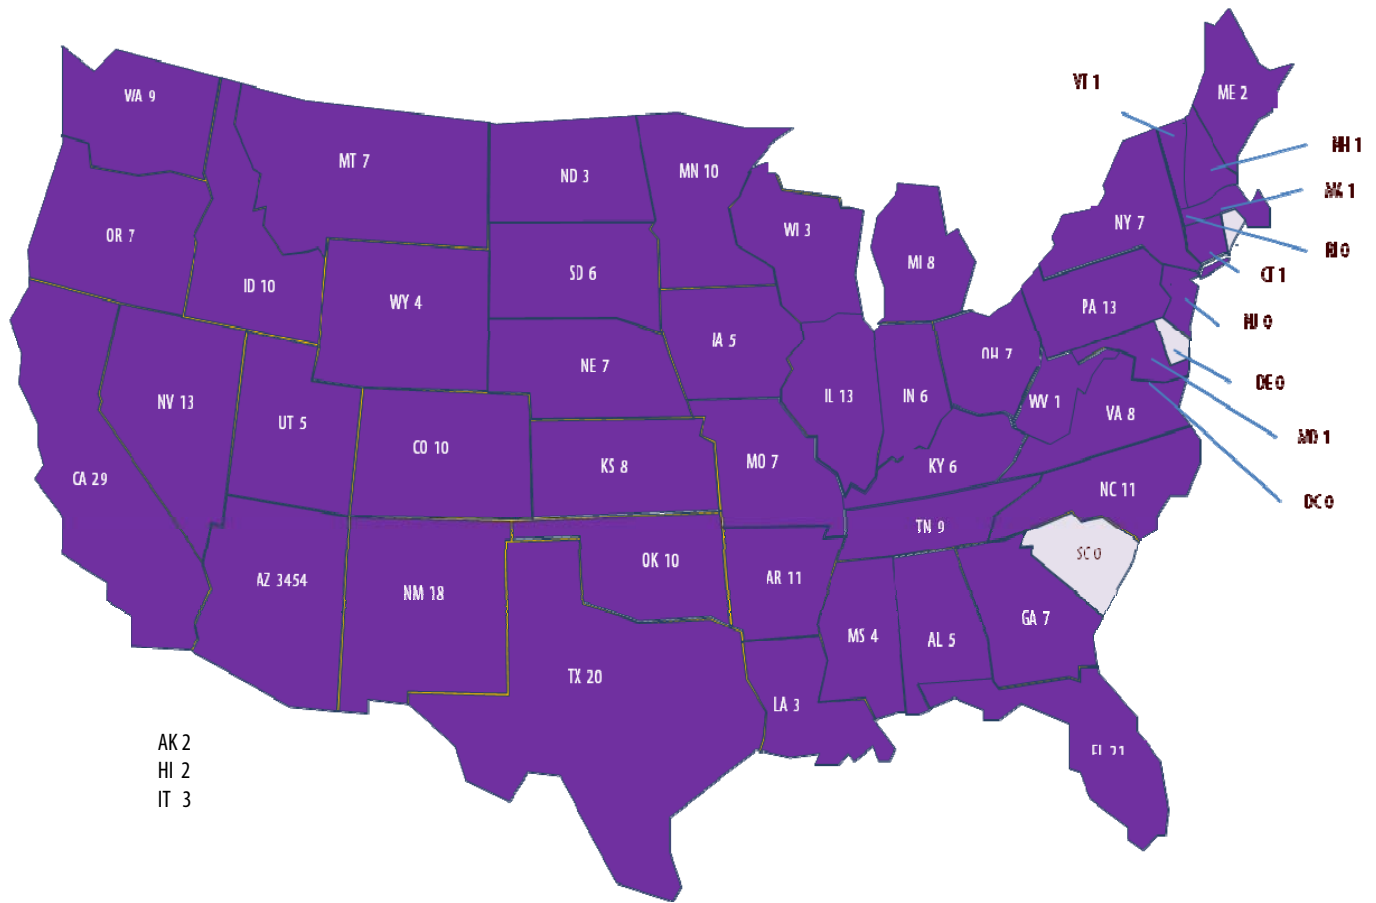 VT 1
ME 2
WA 9
NH 1
MT 7
MN 10
ND 3
MA 1
NY 7
WI 3
OR 7
RI 0
MI 8
SD 6
CT 1
ID 10
WY 4
PA 13
NJ 0
IA 5
OH 7
NE 7
DE 0
IL 13
IN 6
NV 13
WV 1
VA 8
UT 5
MD 1
CO 10
MO 7
KS 8
KY 6
CA 29
NC 11
DC 0
TN 9
SC 0
OK 10
AR 11
AZ 3454
NM 18
GA 7
MS 4
AL 5
TX 20
LA 3
FL 21
AK 2
HI 2
IT 3